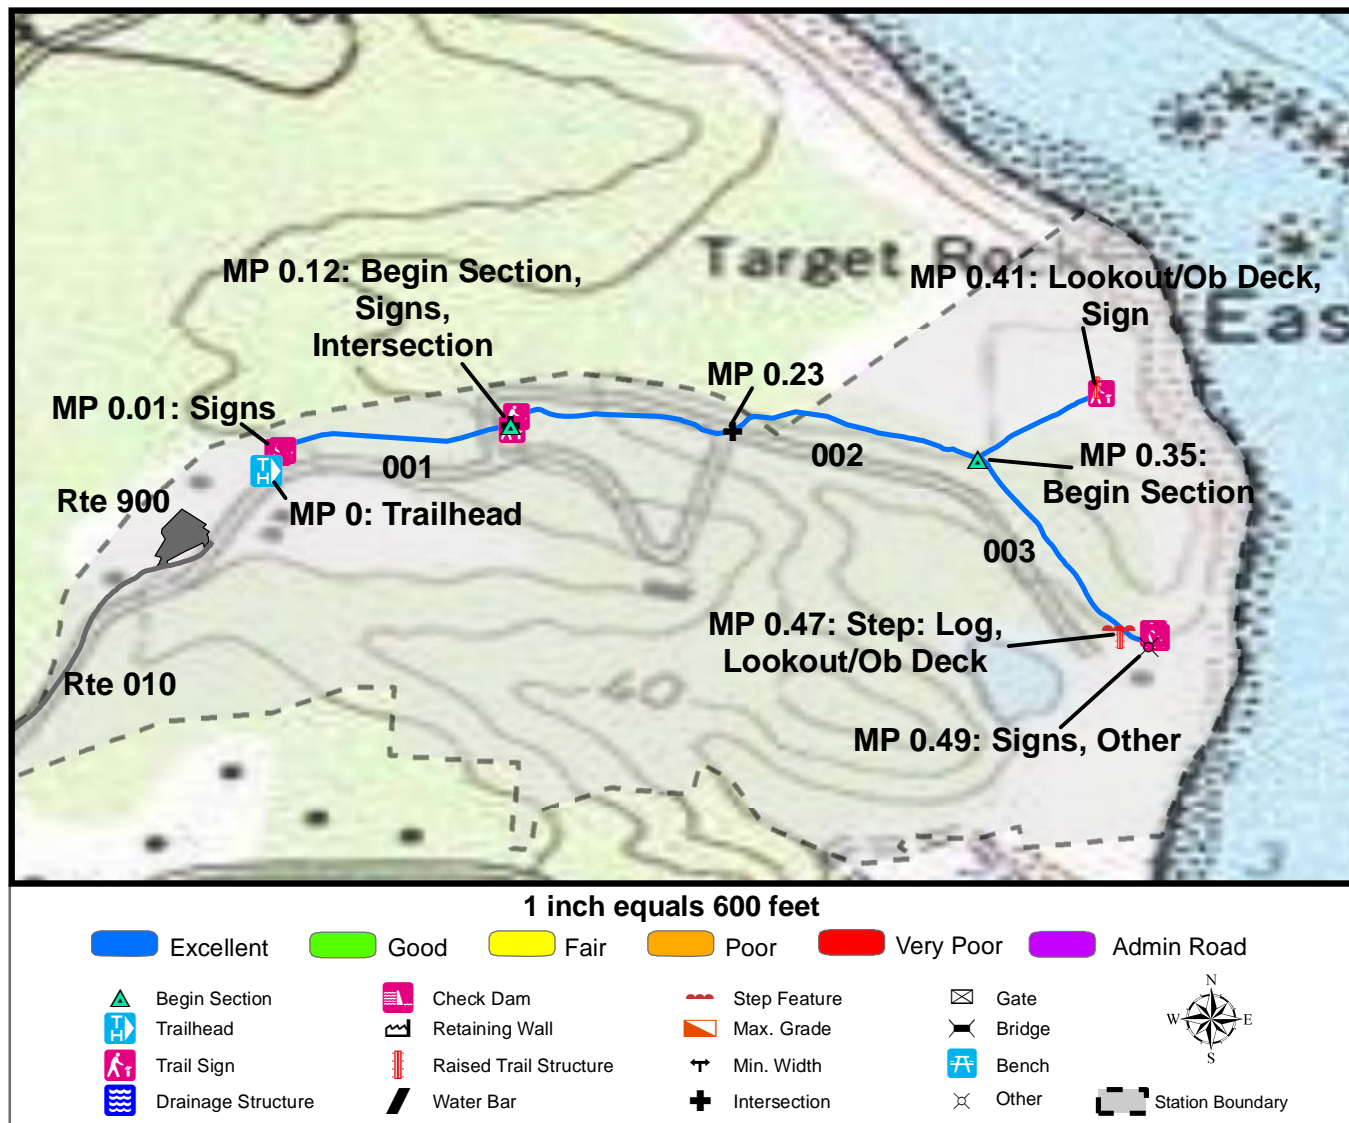 Target Rock
East
MP 0.12: Begin Section,
Signs,
Intersection
MP 0.41: Lookout/Ob Deck,
Sign
MP 0.23
MP 0.01: Signs
001
002
MP 0.35:
Begin Section
Rte 900
MP 0: Trailhead
003
MP 0.47: Step: Log,
Lookout/Ob Deck
Rte 010
40
MP 0.49: Signs, Other
1 inch equals 600 feet
Excellent
Good
Fair
Poor
Very Poor
Admin Road
Begin Section
Check Dam
Step Feature
Gate
TH
Trailhead
Retaining Wall
Max. Grade
Bridge
Trail Sign
Raised Trail Structure
Min. Width
Bench
Drainage Structure
Water Bar
Intersection
Other
Station Boundary
N
W E
S